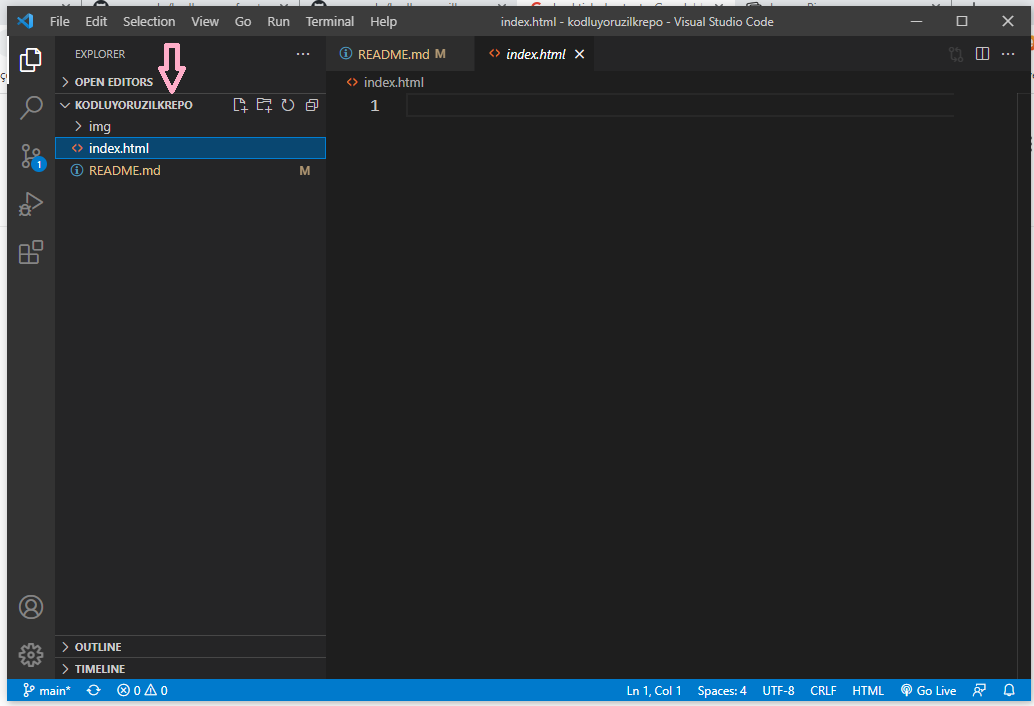 File Edit Selection View Go Run Terminal Help index.html - kodluyoruzilkrepo - Visual Studio Code
EXPLORER
README.md M index.html
OPEN EDITORS
index.html
KODLUYORUZILKREPO
1
img
index.html
README.md M
1
OUTLINE
TIMELINE
main* 0 0 Ln 1, Col 1 Spaces: 4 UTF-8 CRLF HTML Go Live